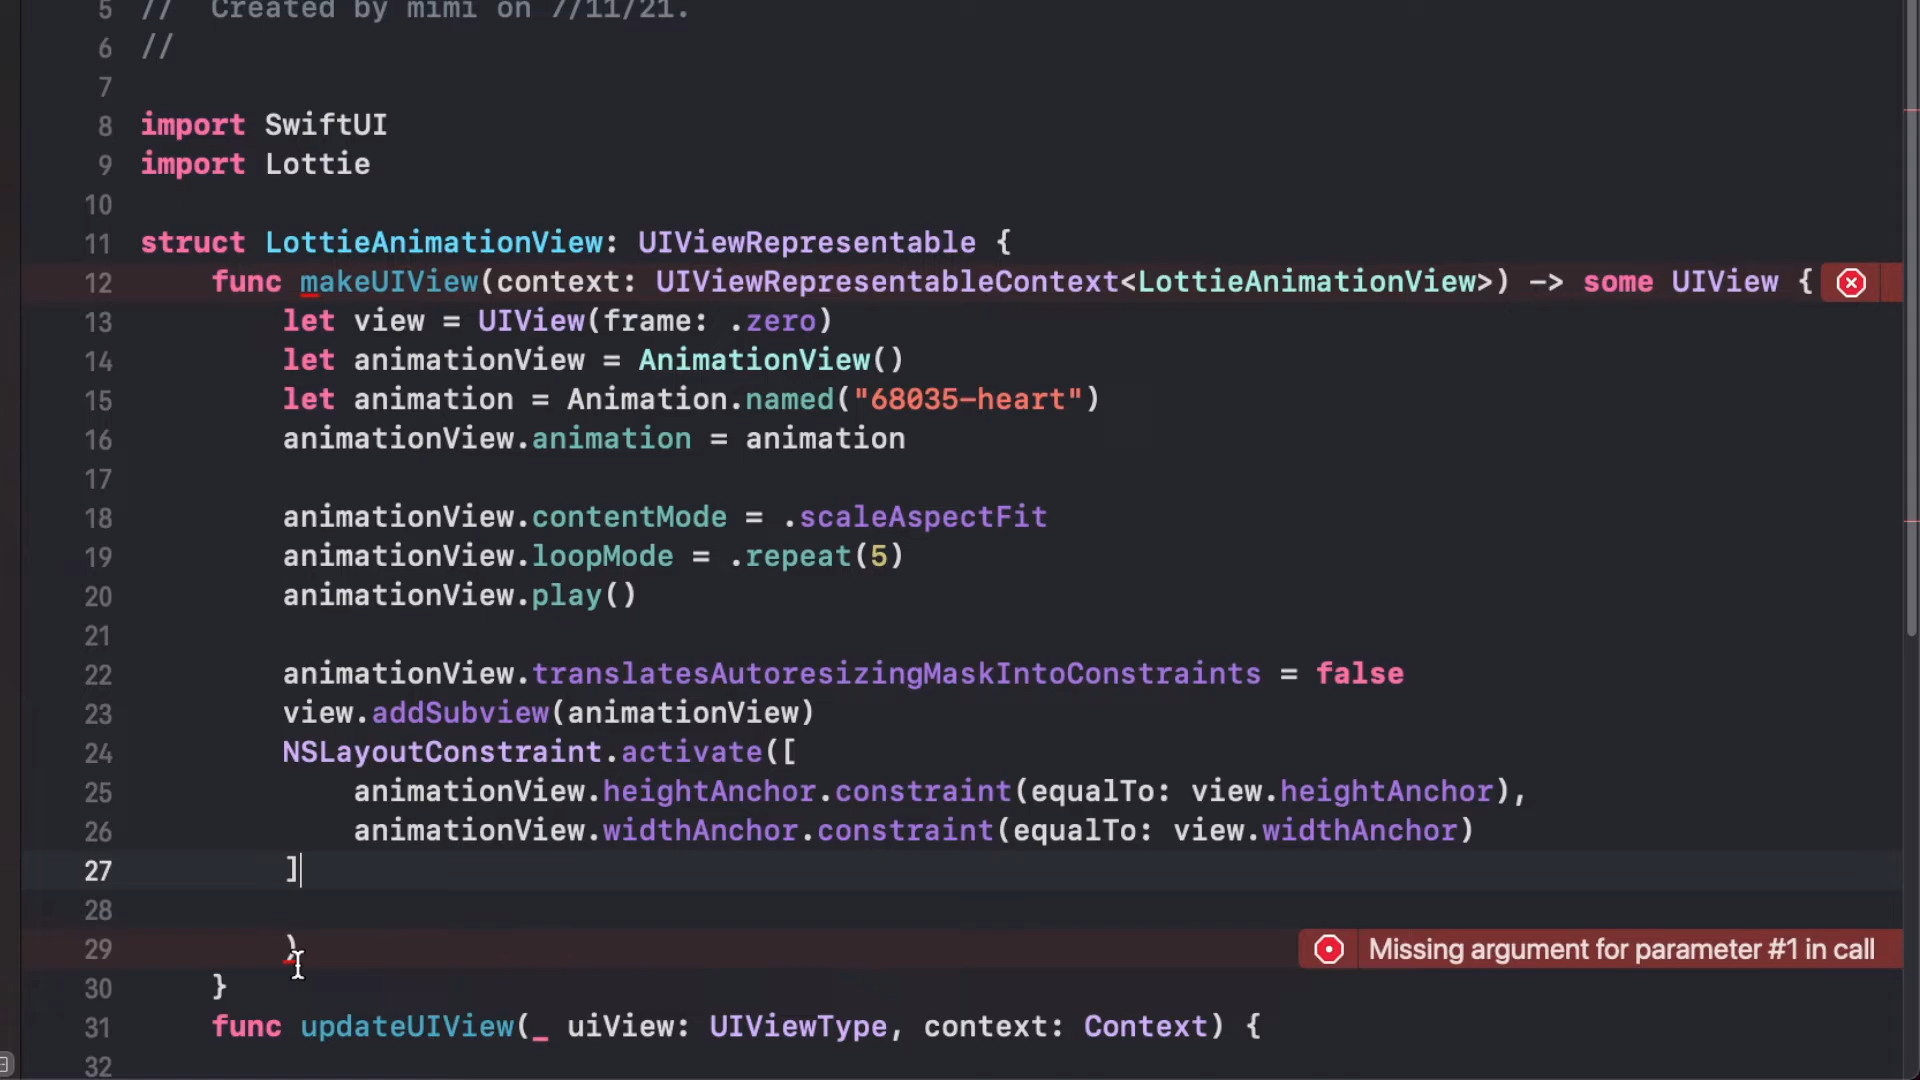 5 // Created by mimi on 7/11/21.
6 //
7
8 import SwiftUI
9 import Lottie
10
11 struct LottieAnimationView: UIViewRepresentable {
12 func makeUIView(context: UIViewRepresentableContext<LottieAnimationView>) -> some UIView {
13 let view = UIView(frame: .zero)
14 let animationView = AnimationView()
15 let animation = Animation.named("68035-heart")
16 animationView.animation = animation
17
18 animationView.contentMode = .scaleAspectFit
19 animationView.loopMode = .repeat(5)
20 animationView.play()
21
22 animationView.translatesAutoresizingMaskIntoConstraints = false
23 view.addSubview(animationView)
24 NSLayoutConstraint.activate([
25 animationView.heightAnchor.constraint(equalTo: view.heightAnchor),
26 animationView.widthAnchor.constraint(equalTo: view.widthAnchor)
27 ]
28
29 ) Missing argument for parameter #1 in call
30 }
31 func updateUIView(_ uiView: UIViewType, context: Context) {
32